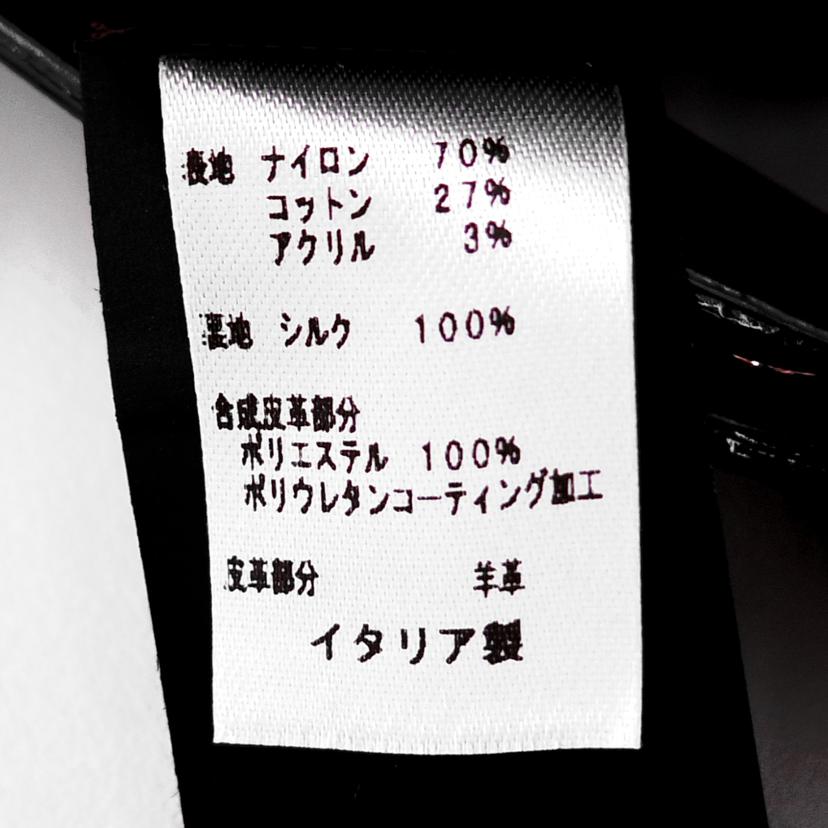 表地 ナイロン 70%
コットン 27%
アクリル 3%
裏地 シルク 100%
合成皮革部分
ポリエステル 100%
ポリウレタンコーティング加工
皮革部分 羊革
イタリア製